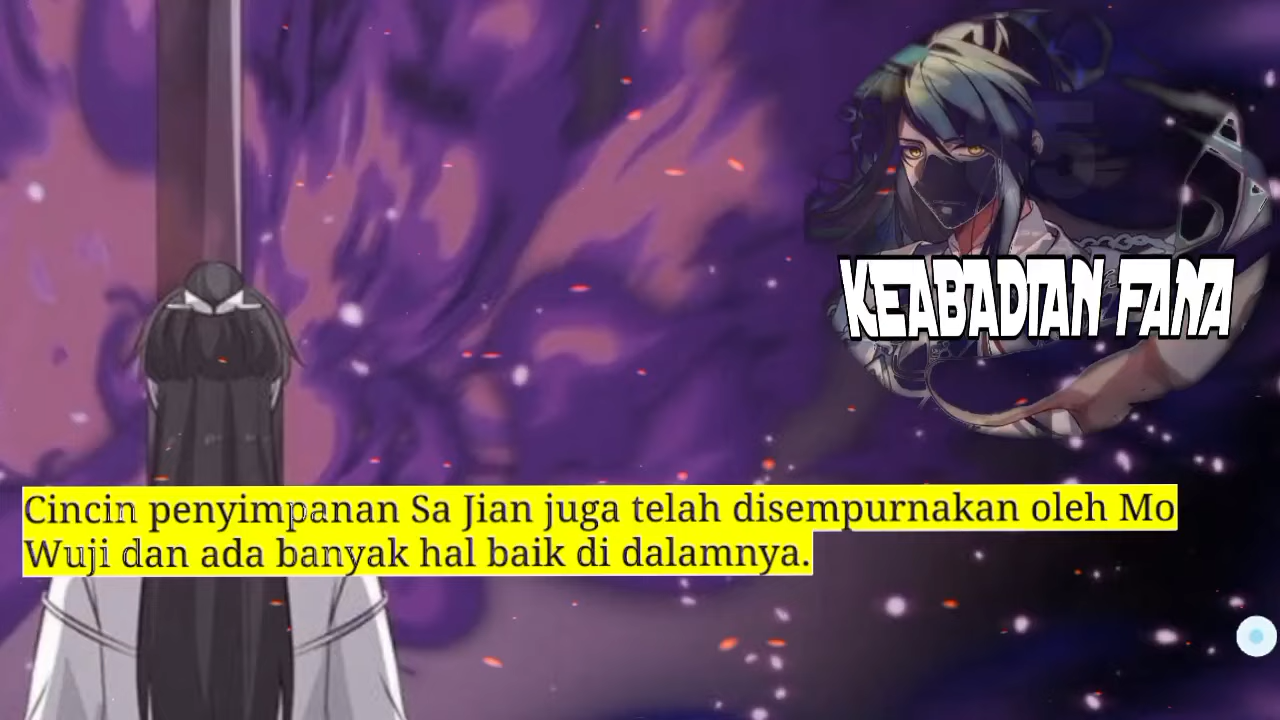 KEABADIAN FANA
Cincin penyimpanan Sa Jian juga telah disempurnakan oleh Mo
Wuji dan ada banyak hal baik di dalamnya.